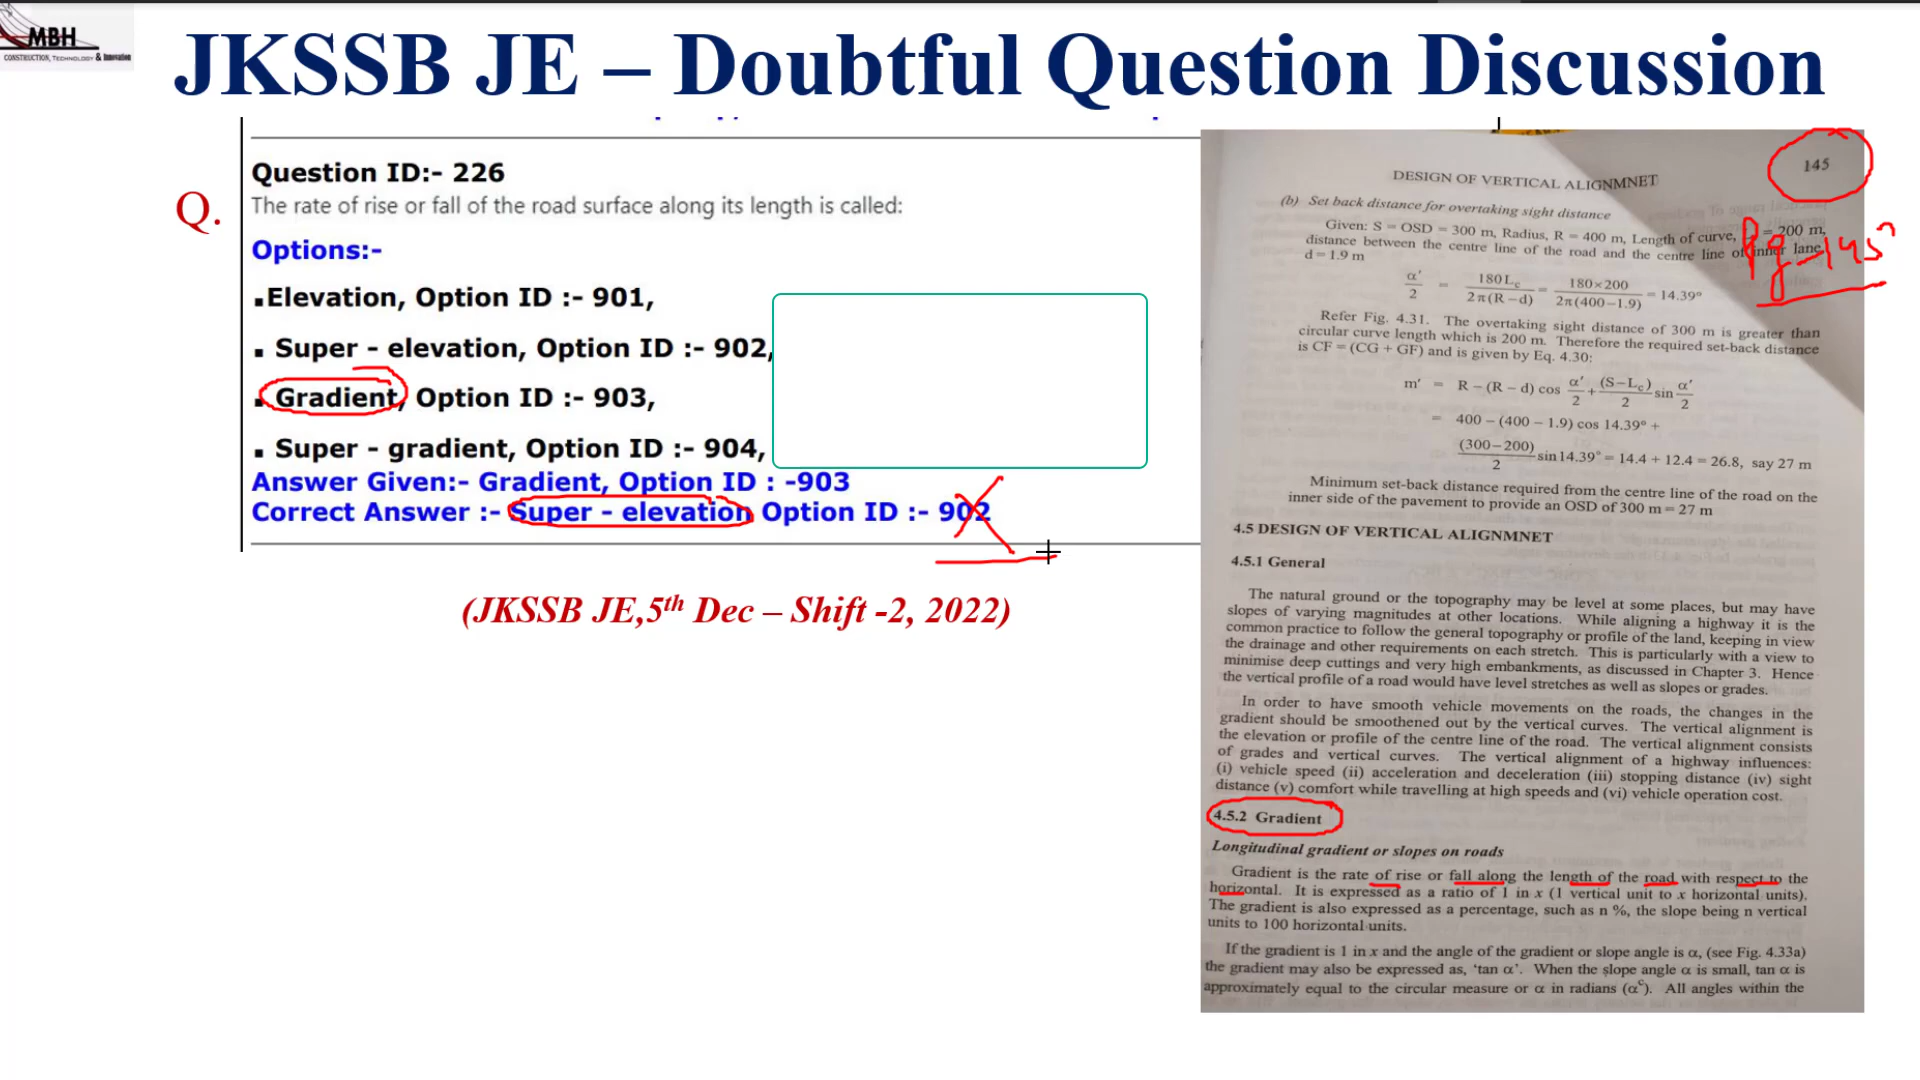 MBH
CONSTRUCTION, TECHNOLOGY & Innovation
JKSSB JE – Doubtful Question Discussion
Q.
Question ID:- 226
The rate of rise or fall of the road surface along its length is called:
Options:-
Elevation, Option ID :- 901,
Super - elevation, Option ID :- 902,
Gradient, Option ID :- 903,
Super - gradient, Option ID :- 904,
Answer Given:- Gradient, Option ID : -903
Correct Answer :- Super - elevation Option ID :- 902
(JKSSB JE,5th Dec – Shift -2, 2022)
145
DESIGN OF VERTICAL ALIGNMNET
Pg-145
(b) Set back distance for overtaking sight distance
Given: S = OSD = 300 m, Radius, R = 400 m, Length of curve, = 200 m,
distance between the centre line of the road and the centre line of inner lane,
d = 1.9 m
α'/2 = 180 Lc / 2 π (R – d) = 180×200 / 2π(400–1.9) = 14.39°
Refer Fig. 4.31. The overtaking sight distance of 300 m is greater than
circular curve length which is 200 m. Therefore the required set-back distance
is CF = (CG + GF) and is given by Eq. 4.30:
m' = R – (R – d) cos α'/2 + (S–Lc)/2 sin α'/2
= 400 – (400 – 1.9) cos 14.39° +
(300–200)/2 sin14.39° = 14.4 + 12.4 = 26.8, say 27 m
Minimum set-back distance required from the centre line of the road on the
inner side of the pavement to provide an OSD of 300 m = 27 m
4.5 DESIGN OF VERTICAL ALIGNMNET
4.5.1 General
The natural ground or the topography may be level at some places, but may have
slopes of varying magnitudes at other locations. While aligning a highway it is the
common practice to follow the general topography or profile of the land, keeping in view
the drainage and other requirements on each stretch. This is particularly with a view to
minimise deep cuttings and very high embankments, as discussed in Chapter 3. Hence
the vertical profile of a road would have level stretches as well as slopes or grades.
In order to have smooth vehicle movements on the roads, the changes in the
gradient should be smoothened out by the vertical curves. The vertical alignment is
the elevation or profile of the centre line of the road. The vertical alignment consists
of grades and vertical curves. The vertical alignment of a highway influences:
(i) vehicle speed (ii) acceleration and deceleration (iii) stopping distance (iv) sight
distance (v) comfort while travelling at high speeds and (vi) vehicle operation cost.
4.5.2 Gradient
Longitudinal gradient or slopes on roads
Gradient is the rate of rise or fall along the length of the road with respect to the
horizontal. It is expressed as a ratio of 1 in x (1 vertical unit to x horizontal units).
The gradient is also expressed as a percentage, such as n %, the slope being n vertical
units to 100 horizontal units.
If the gradient is 1 in x and the angle of the gradient or slope angle is α, (see Fig. 4.33a)
the gradient may also be expressed as, 'tan α'. When the slope angle α is small, tan α is
approximately equal to the circular measure or α in radians (αᶜ). All angles within the